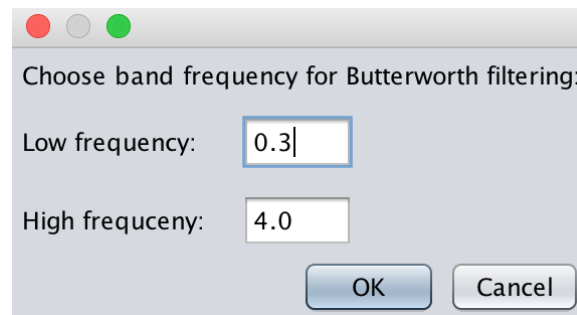 Choose band frequency for Butterworth filtering:
Low frequency: 0.3
High frequceny: 4.0
OK Cancel